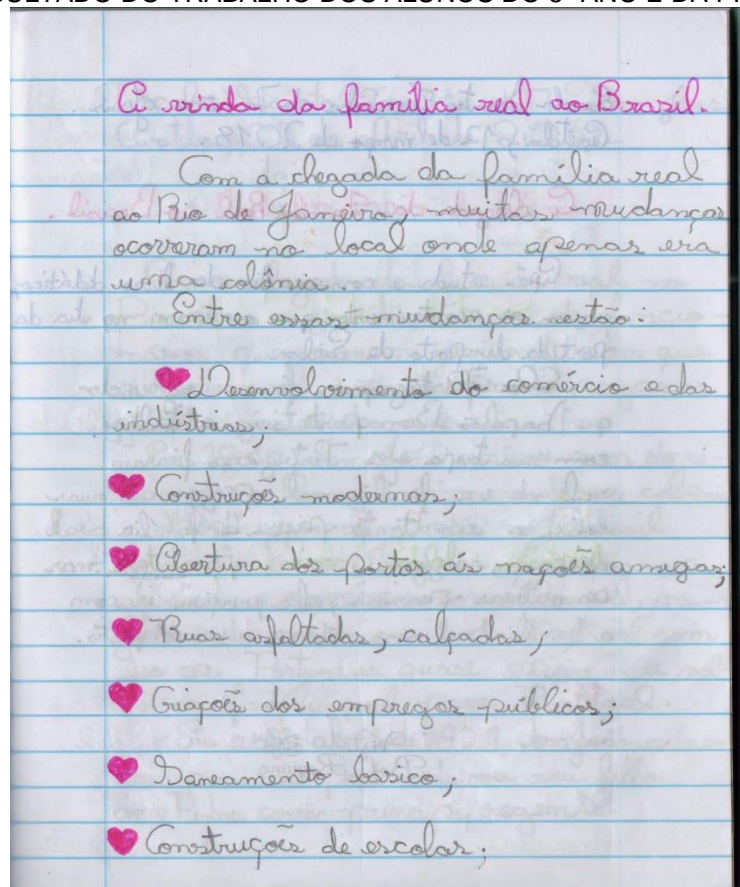 A vinda da família real ao Brasil.
Com a chegada da família real
ao Rio de Janeiro, muitas mudanças
ocorreram no local onde apenas era
uma colônia.
Entre essas mudanças estão:
Desenvolvimento do comércio e das
indústrias;
Construções modernas;
Abertura dos Portos ás nações amigas;
Ruas asfaltadas, calçadas;
Criações dos empregos públicos;
Saneamento básico;
Construções de escolas;